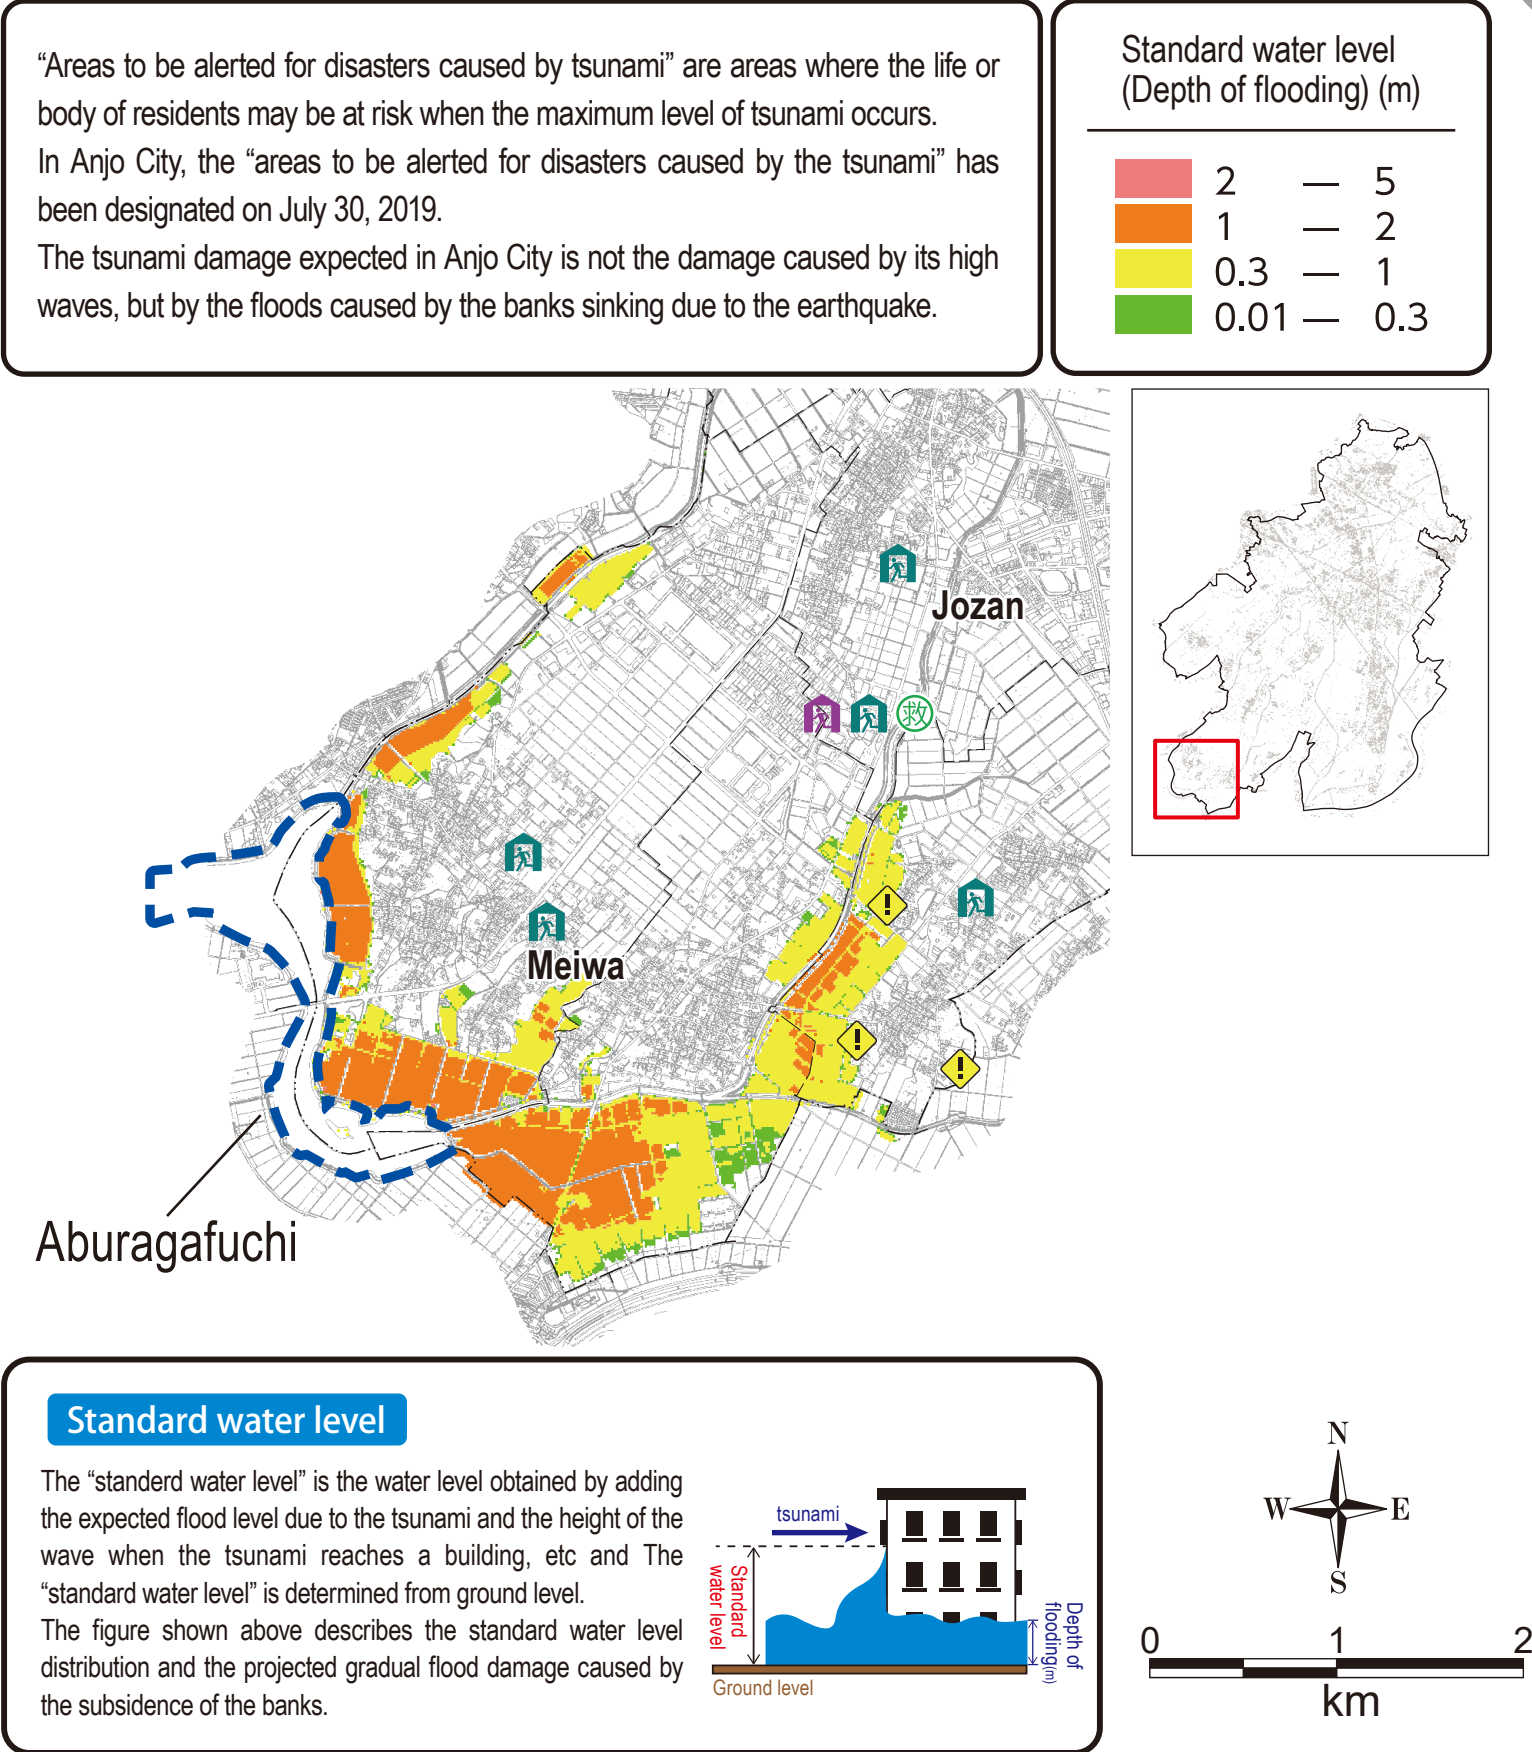 “Areas to be alerted for disasters caused by tsunami” are areas where the life or
body of residents may be at risk when the maximum level of tsunami occurs.
In Anjo City, the “areas to be alerted for disasters caused by the tsunami” has
been designated on July 30, 2019.
The tsunami damage expected in Anjo City is not the damage caused by its high
waves, but by the floods caused by the banks sinking due to the earthquake.
Standard water level
(Depth of flooding) (m)
2 — 5
1 — 2
0.3 — 1
0.01 — 0.3
Jozan
救
!
Meiwa
!
!
Aburagafuchi
Standard water level
The “standerd water level” is the water level obtained by adding
the expected flood level due to the tsunami and the height of the
wave when the tsunami reaches a building, etc and The
“standard water level” is determined from ground level.
The figure shown above describes the standard water level
distribution and the projected gradual flood damage caused by
the subsidence of the banks.
tsunami
Standard
water level
Depth of
flooding(m)
Ground level
N
W E
S
0 1 2
km